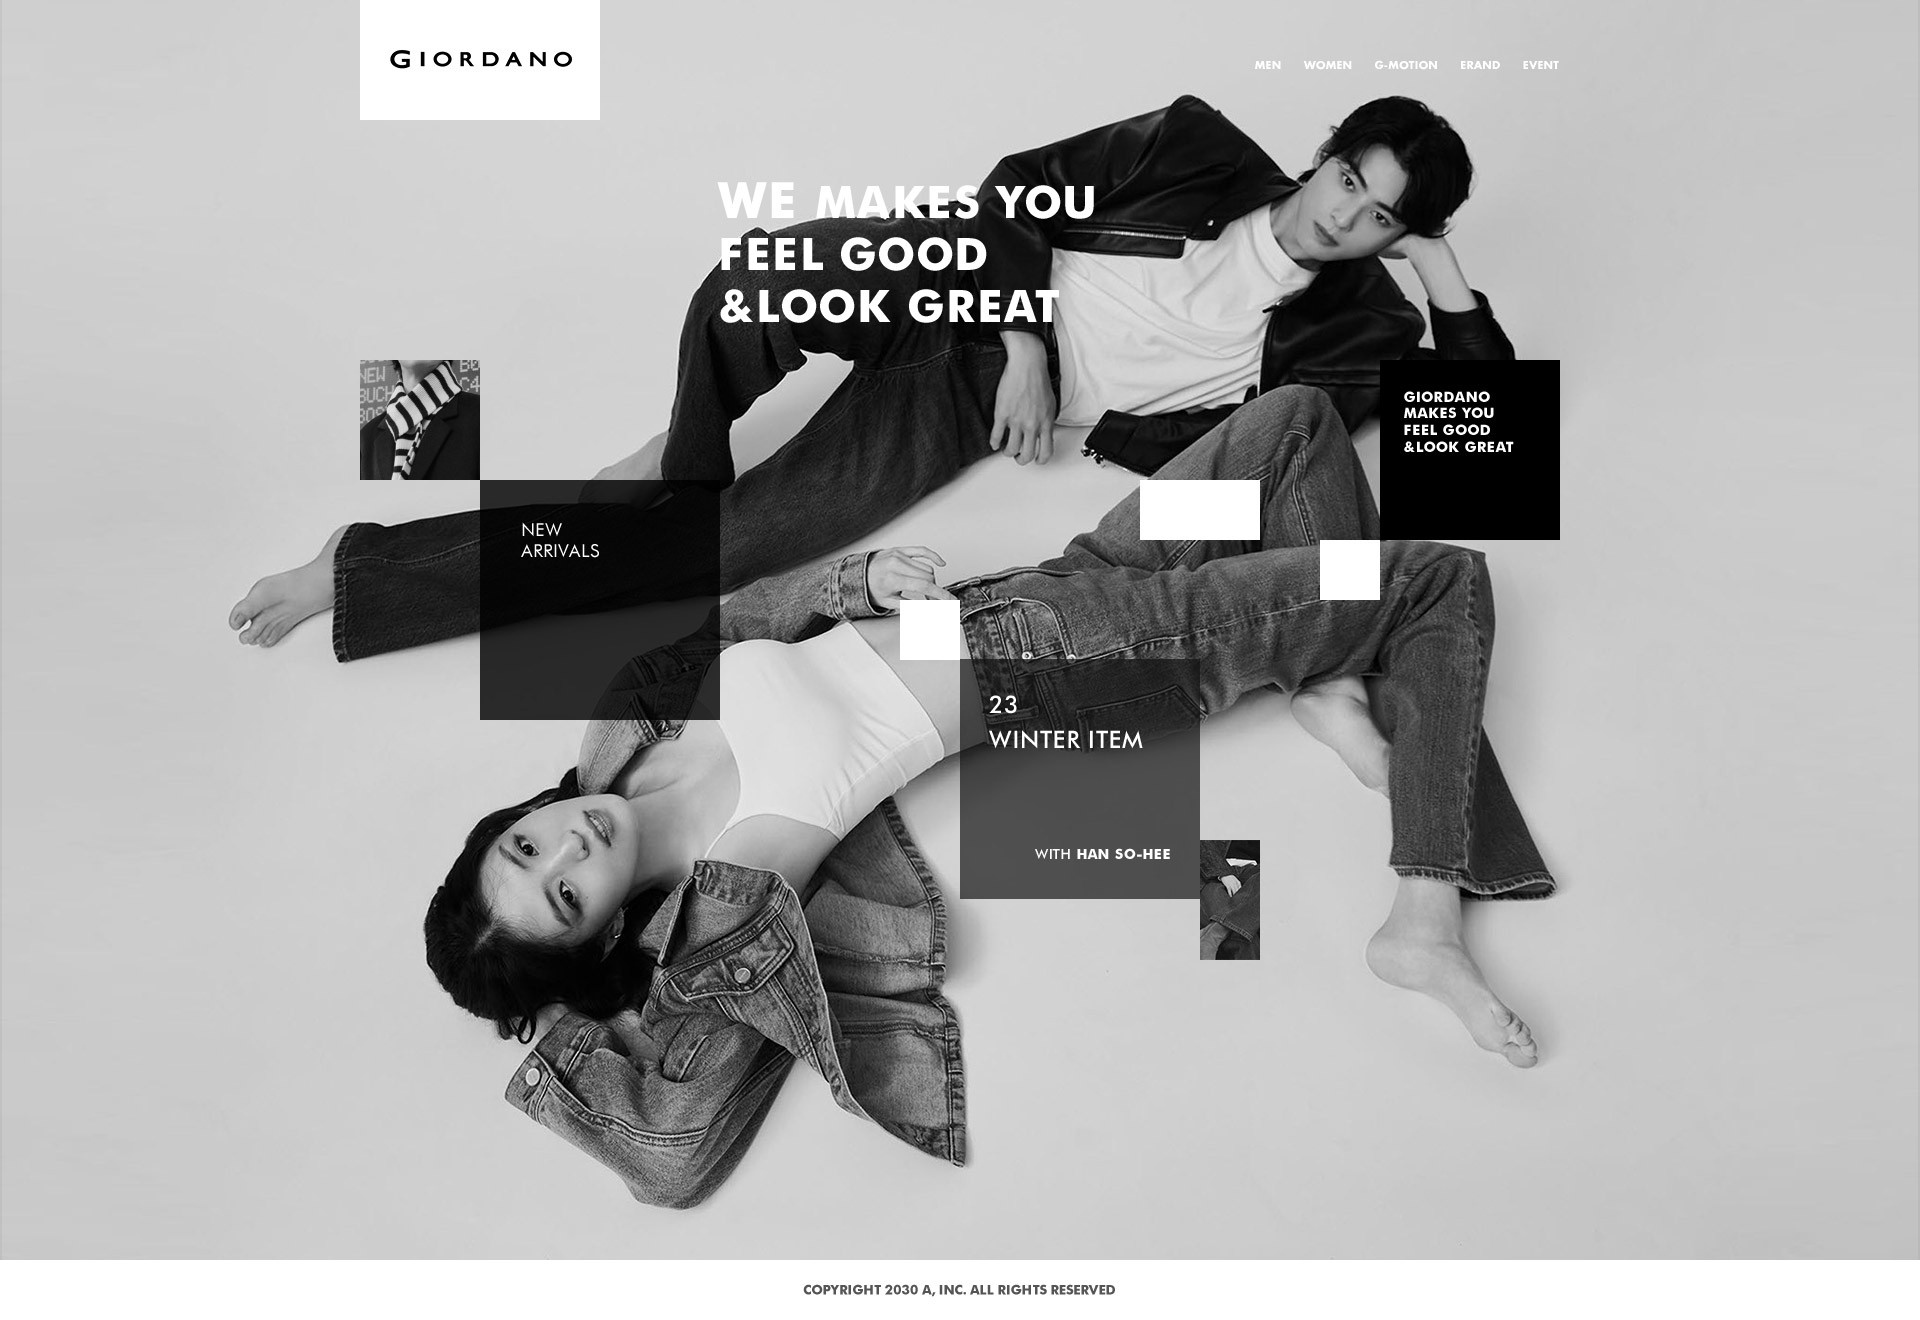 GIORDANO
MEN WOMEN G-MOTION ERAND EVENT
WE MAKES YOU
FEEL GOOD
&LOOK GREAT
NEW
GIORDANO
MAKES YOU
FEEL GOOD
&LOOK GREAT
NEW
ARRIVALS
23
WINTER ITEM
WITH HAN SO-HEE
COPYRIGHT 2030 A, INC. ALL RIGHTS RESERVED